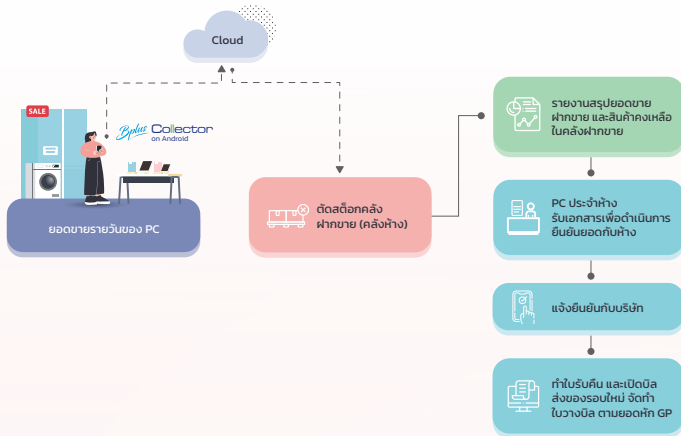 Cloud
SALE
Bplus Collector
on Android
ยอดขายรายวันของ PC
ตัดสต็อกคลัง
ฝากขาย (คลังห้าง)
รายงานสรุปยอดขาย
ฝากขาย และสินค้าคงเหลือ
ในคลังฝากขาย
PC ประจำห้าง
รับเอกสารเพื่อดำเนินการ
ยืนยันยอดกับห้าง
แจ้งยืนยันกับบริษัท
ทำใบรับคืน และเปิดบิล
ส่งของรอบใหม่ จัดทำ
ใบวางบิล ตามยอดหัก GP